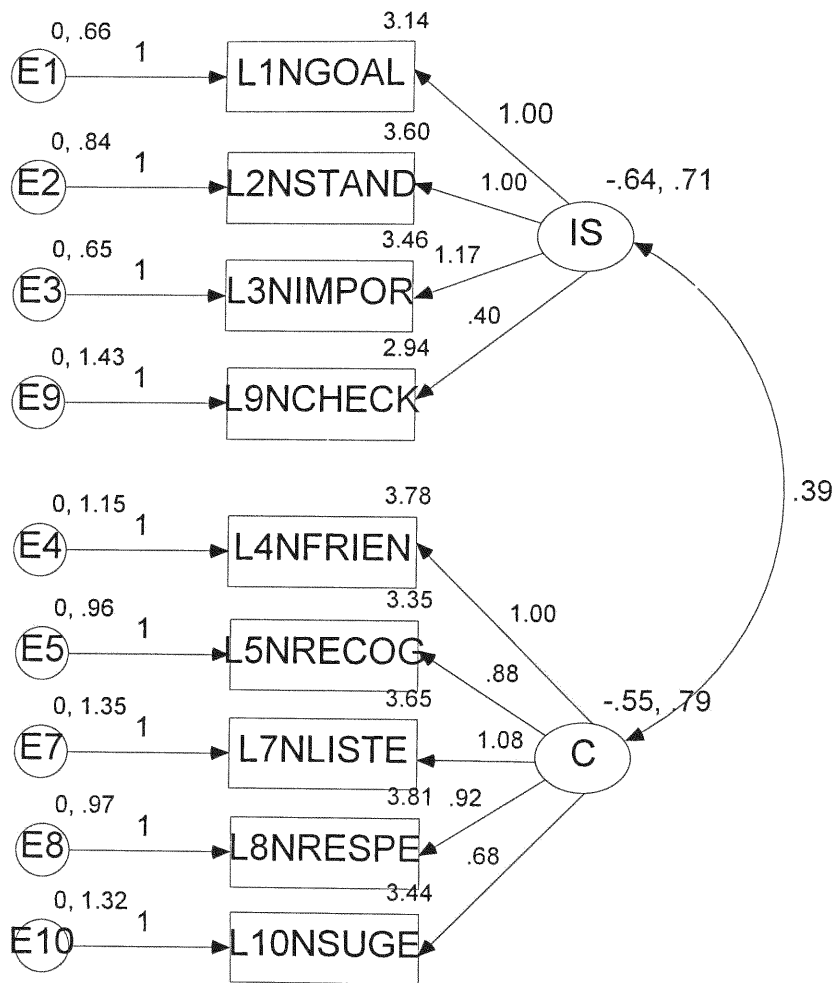 3.14
0, .66
E1 1 L1NGOAL
1.00
3.60
0, .84
E2 1 L2NSTAND 1.00 -.64, .71
IS
3.46
0, .65 1.17
E3 1 L3NIMPOR
.40
2.94
0, 1.43
E9 1 L9NCHECK
.39
3.78
0, 1.15
E4 1 L4NFRIEN
3.35 1.00
0, .96
E5 1 L5NRECOG .88
3.65 -.55, .79
0, 1.35
E7 1 L7NLISTE 1.08 C
3.81 .92
0, .97
E8 1 L8NRESPE .68
3.44
0, 1.32
E10 1 L10NSUGE